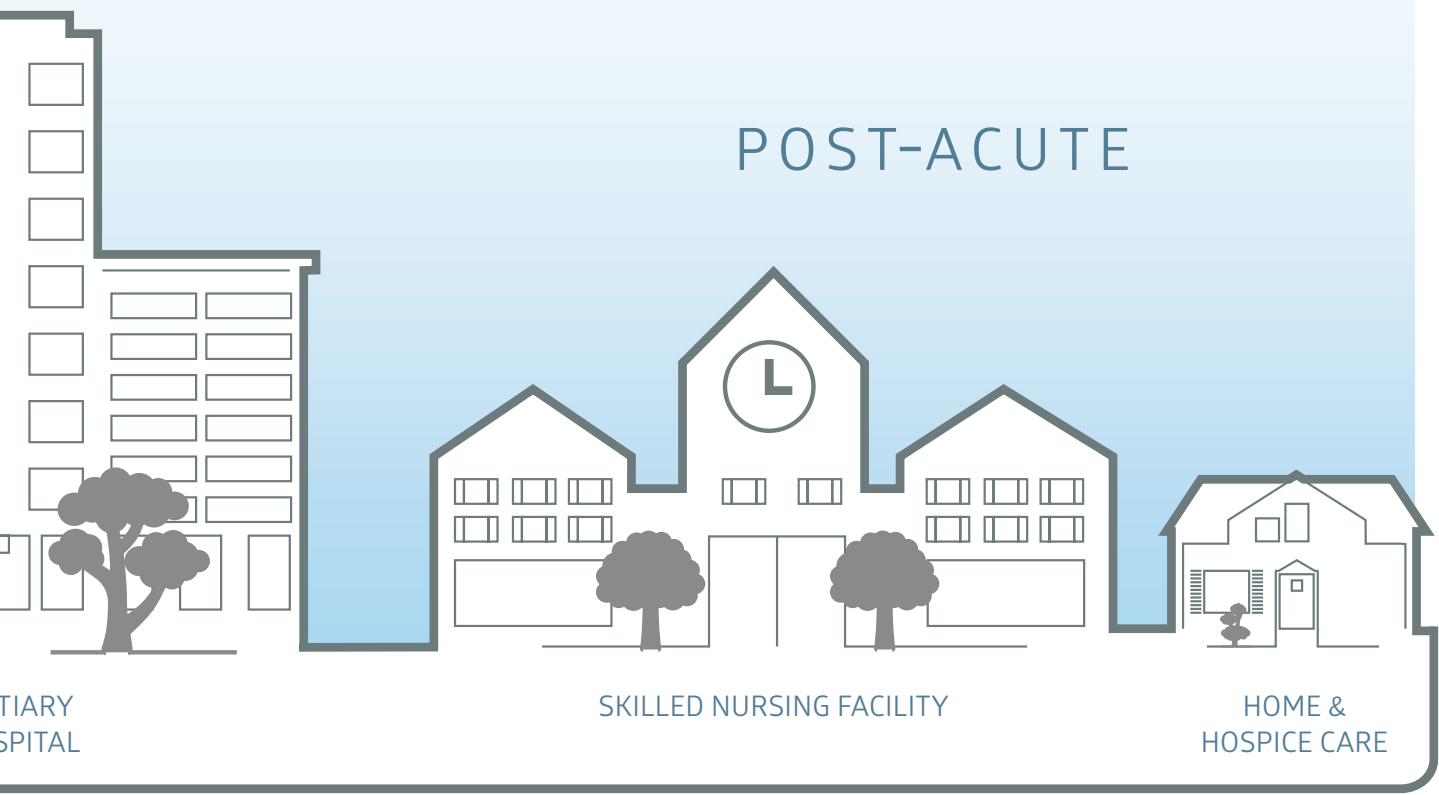 POST-ACUTE
TIARY
SPITAL
SKILLED NURSING FACILITY
HOME &
HOSPICE CARE